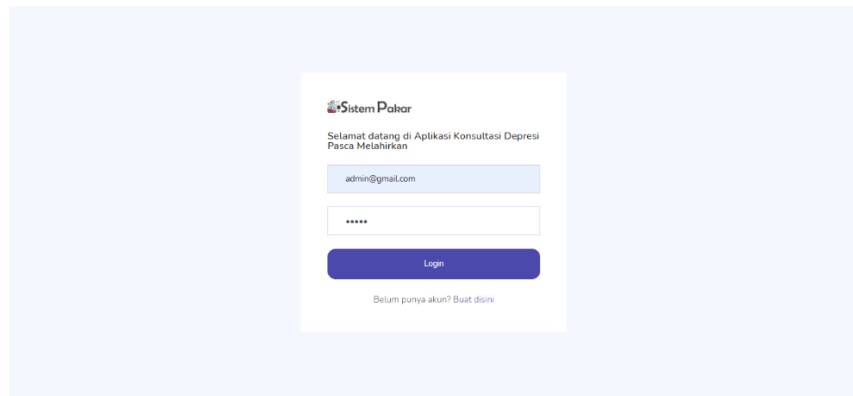 Sistem Pakar
Selamat datang di Aplikasi Konsultasi Depresi
Pasca Melahirkan
admin@gmail.com
•••••
Login
Belum punya akun? Buat disini